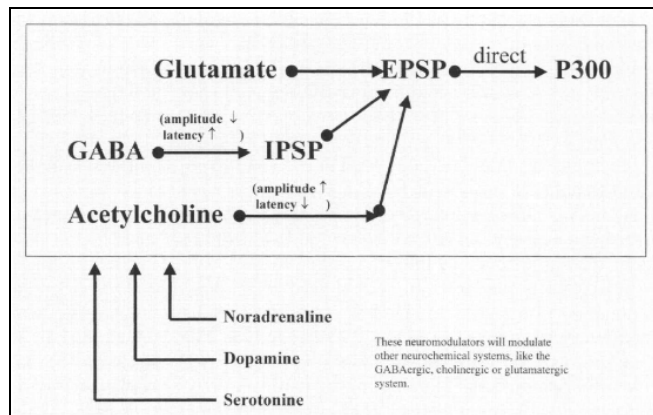 Glutamate EPSP direct P300
(amplitude ↓
latency ↑ )
GABA IPSP
(amplitude ↑
latency ↓ )
Acetylcholine
Noradrenaline
Dopamine
Serotonine
These neuromodulators will modulate
other neurochemical systems, like the
GABAergic, cholinergic or glutamatergic
system.